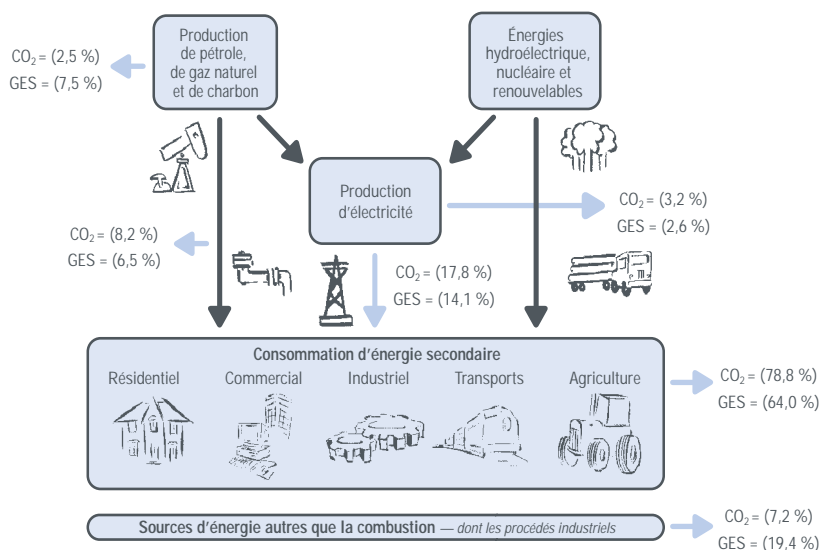 Production
de pétrole,
de gaz naturel
et de charbon
Énergies
hydroélectrique,
nucléaire et
renouvelables
CO₂ = (2,5 %)
GES = (7,5 %)
Production
d'électricité
CO₂ = (3,2 %)
GES = (2,6 %)
CO₂ = (8,2 %)
GES = (6,5 %)
CO₂ = (17,8 %)
GES = (14,1 %)
Consommation d'énergie secondaire
Résidentiel Commercial Industriel Transports Agriculture
CO₂ = (78,8 %)
GES = (64,0 %)
Sources d'énergie autres que la combustion — dont les procédés industriels
CO₂ = (7,2 %)
GES = (19,4 %)